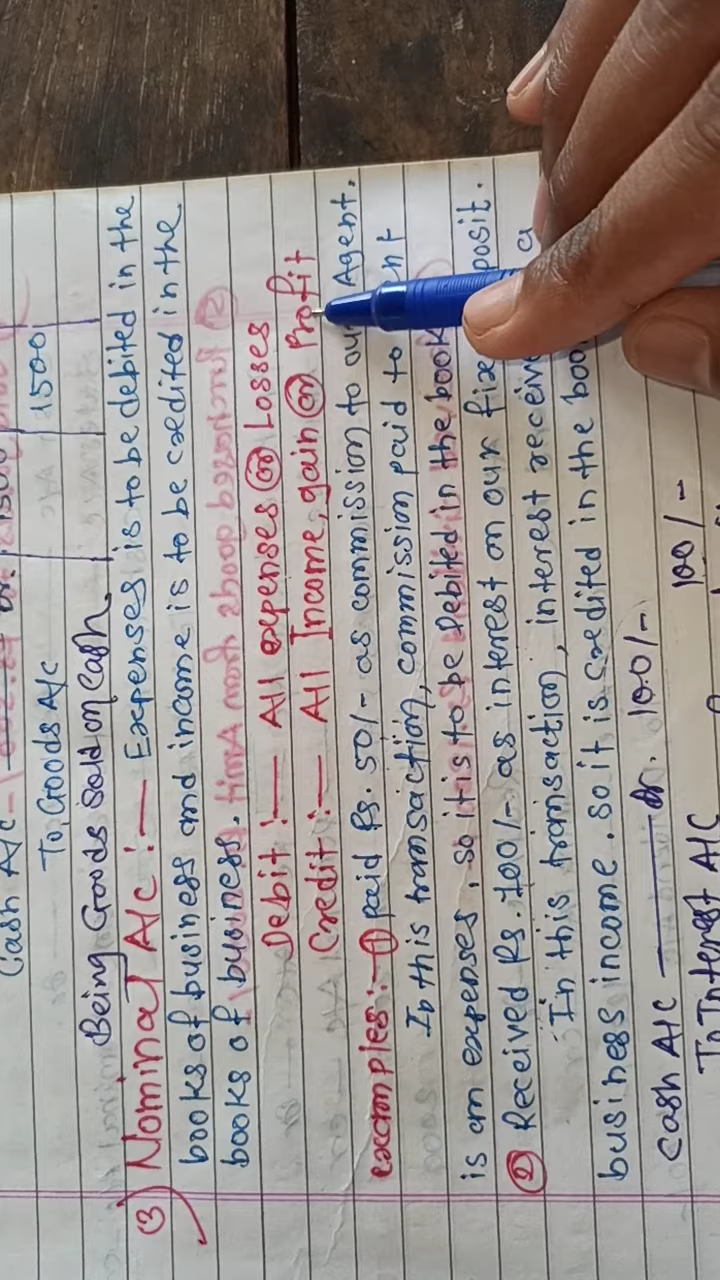 Cash A/c
1500
To Goods A/c
Being Goods Sold on Cash.
(3) Nominal A/c :— Expenses is to be debited in the
books of business and income is to be credited in the
books of business.
Debit :— All expenses or Losses
Credit :— All Income, gain or Profit
examples :- (1) Paid Rs. 50/- as commission to our Agent.
In this transaction, commission paid to
is an expenses, so it is to be Debited in the book
(2) Received Rs. 100/- as interest on our fix
In this transaction, interest
business income. so it is credited in the
Cash A/c —— Dr. 100/-
To Interest A/c 100/-